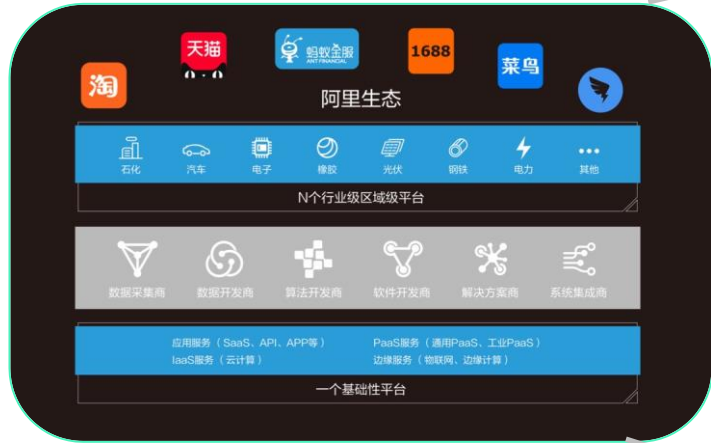 天猫
蚂蚁金服
ANT FINANCIAL
1688
菜鸟
淘
阿里生态
石化
汽车
电子
橡胶
光伏
钢铁
电力
其他
N个行业级区域级平台
数据采集商
数据开发商
算法开发商
软件开发商
解决方案商
系统集成商
应用服务（SaaS、API、APP等）
PaaS服务（通用PaaS、工业PaaS）
IaaS服务（云计算）
边缘服务（物联网、边缘计算）
一个基础性平台